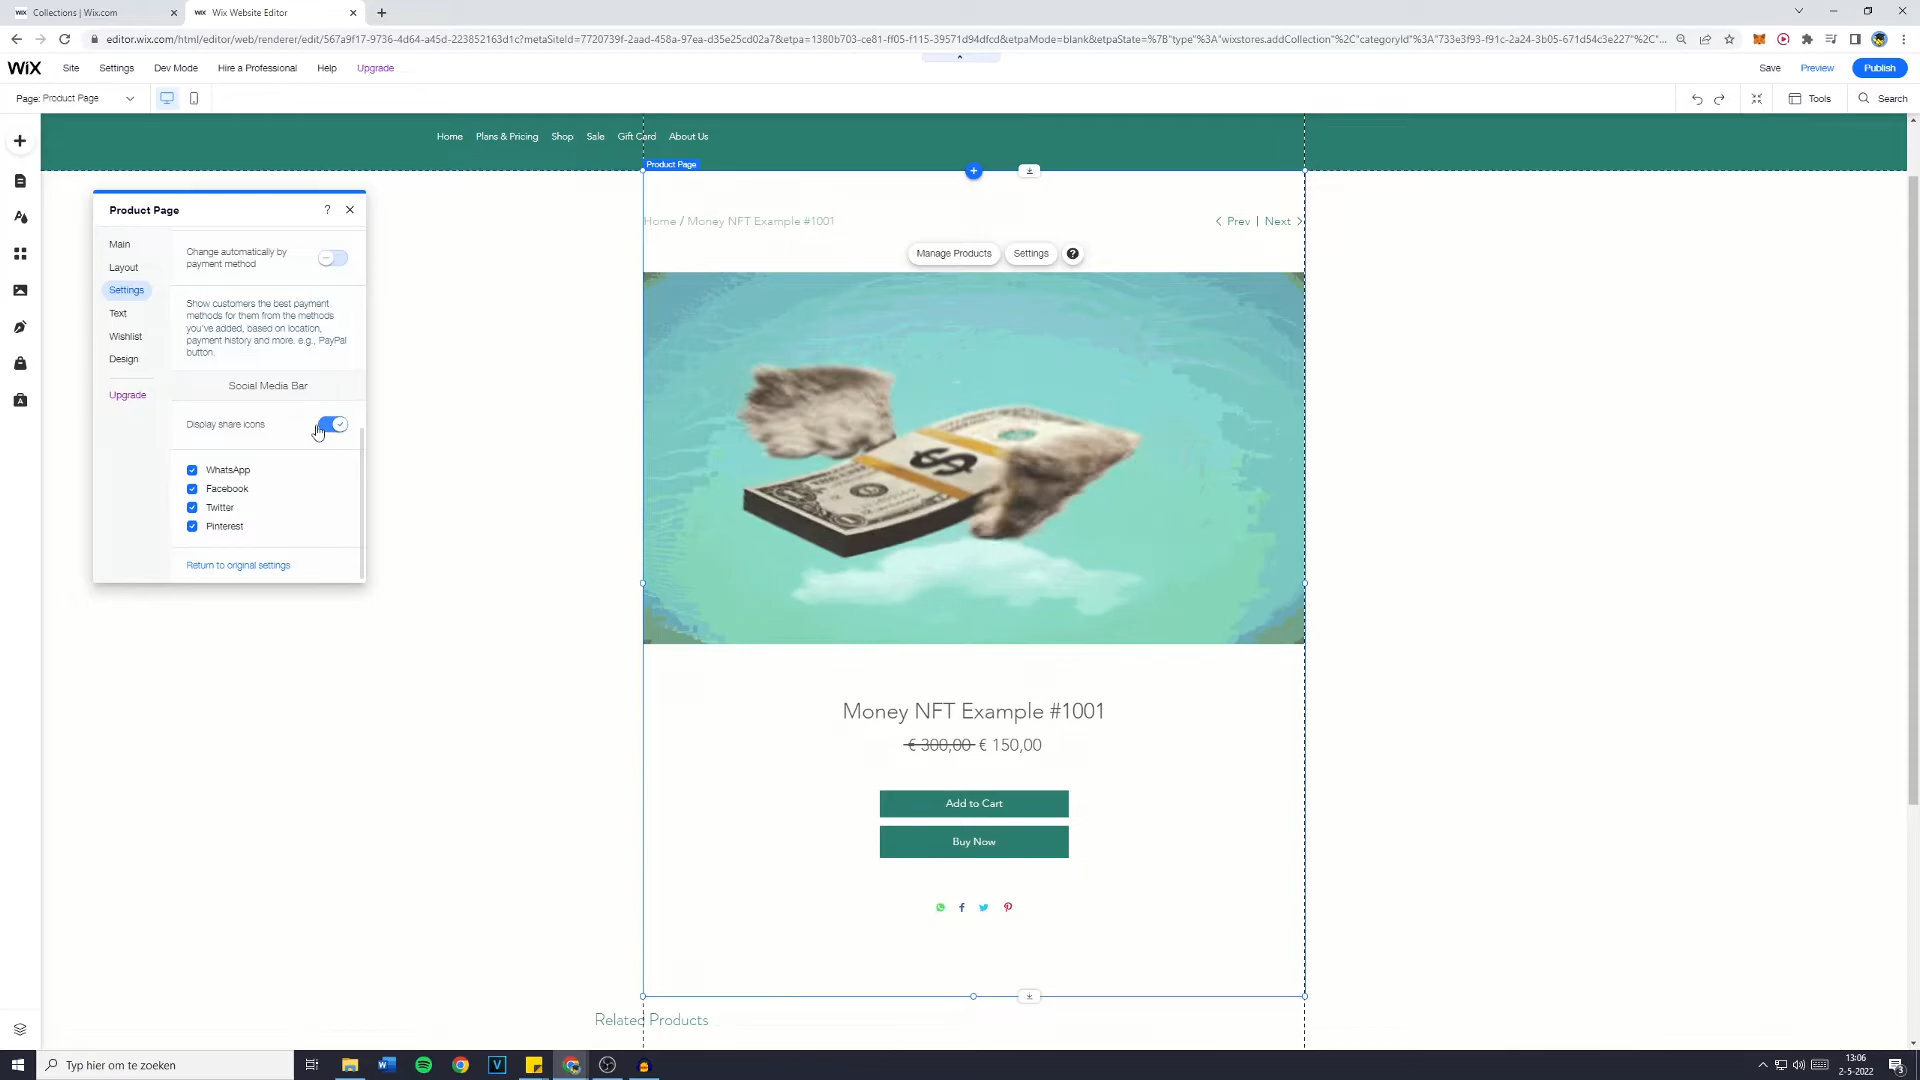 Collections | Wix.com
Wix Website Editor
editor.wix.com/html/editor/web/renderer/edit/567a9f17-9736-4d64-a45d-223852163d1c?metaSiteId=7720739f-2aad-458a-97ea-d35e25cd02a7&etpa=1380b703-ce81-ff05-f115-39571d94dfcd&etpaMode=blank&etpaState=%7B"type"%3A"wixstores.addCollection"%2C"categoryId"%3A"733e3f93-f91c-2a24-3b05-671d54c3e227"%2C"...
WiX Site Settings Dev Mode Hire a Professional Help Upgrade Save Preview Publish
Page: Product Page Tools Search
Home Plans & Pricing Shop Sale Gift Card About Us
Product Page
Product Page ?
Home / Money NFT Example #1001 Prev | Next
Main
Layout
Settings
Text
Wishlist
Design
Upgrade
Change automatically by
payment method
Show customers the best payment
methods for them from the methods
you've added, based on location,
payment history and more. e.g., PayPal
button.
Social Media Bar
Display share icons
WhatsApp
Facebook
Twitter
Pinterest
Return to original settings
Manage Products Settings ?
$
Money NFT Example #1001
€ 300,00 € 150,00
Add to Cart
Buy Now
Related Products
Typ hier om te zoeken
13:06
2-5-2022
3